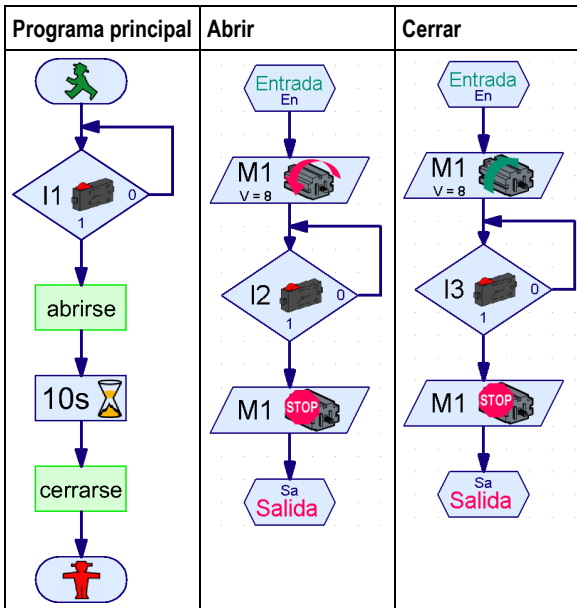 Programa principal
Abrir
Cerrar
I1
0
1
abrirse
10s
cerrarse
Entrada
En
M1
V = 8
I2
0
1
M1
STOP
Sa
Salida
Entrada
En
M1
V = 8
I3
0
1
M1
STOP
Sa
Salida